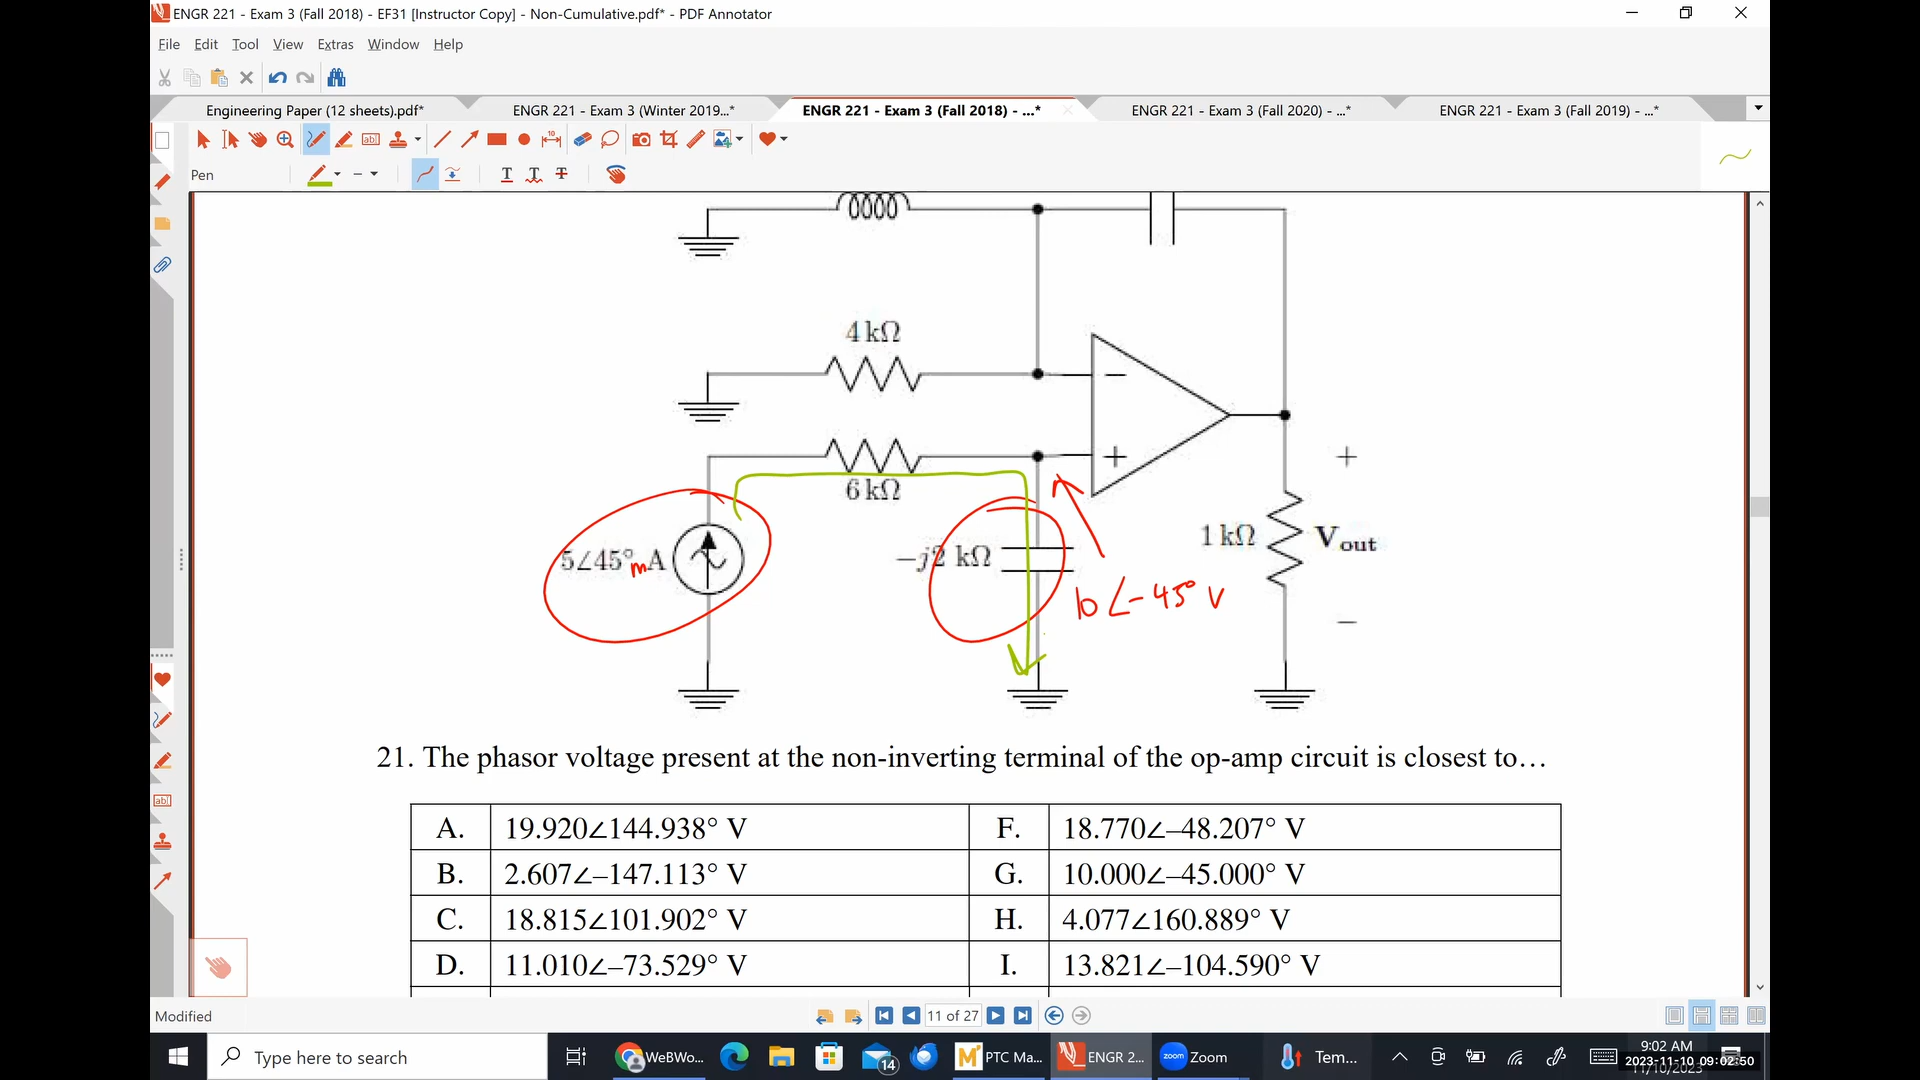 ENGR 221 - Exam 3 (Fall 2018) - EF31 [Instructor Copy] - Non-Cumulative.pdf* - PDF Annotator
File Edit Tool View Extras Window Help
Engineering Paper (12 sheets).pdf* ENGR 221 - Exam 3 (Winter 2019...* ENGR 221 - Exam 3 (Fall 2018) - ...* ENGR 221 - Exam 3 (Fall 2020) - ...* ENGR 221 - Exam 3 (Fall 2019) - ...*
Pen
4 kΩ
−
+
6 kΩ
+
5∠45° mA
−j2 kΩ
1 kΩ
Vout
10∠-45° V
−
21. The phasor voltage present at the non-inverting terminal of the op-amp circuit is closest to…
A. 19.920∠144.938° V F. 18.770∠–48.207° V
B. 2.607∠–147.113° V G. 10.000∠–45.000° V
C. 18.815∠101.902° V H. 4.077∠160.889° V
D. 11.010∠–73.529° V I. 13.821∠–104.590° V
Modified
11 of 27
Type here to search
WeBWo...
14
PTC Ma...
ENGR 2...
zoom Zoom
Tem...
9:02 AM
2023-11-10 09:02:50